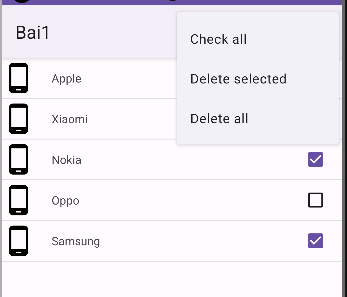 Bai1
Check all
Delete selected
Delete all
Apple
Xiaomi
Nokia
Oppo
Samsung